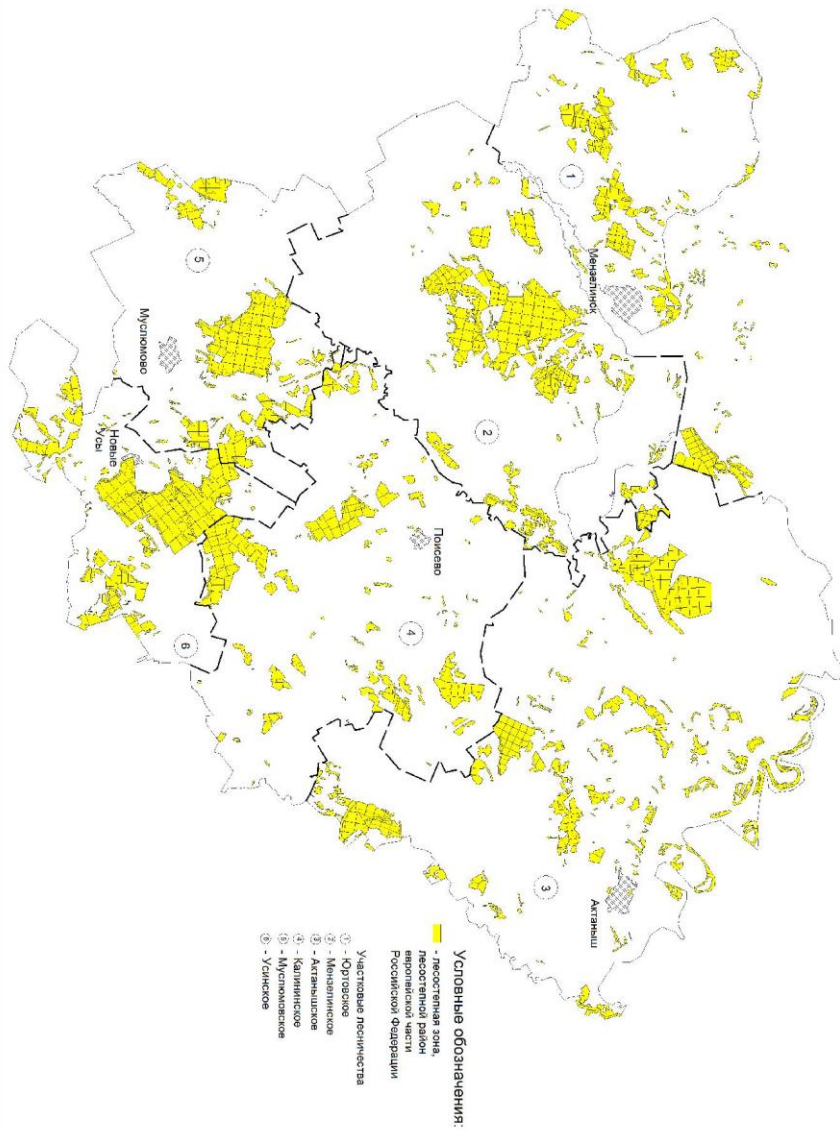 1
Мензелинск
5
Муслюмово
2
Новые
Усы
Поисево
4
6
3
Актаныш
Условные обозначения:
- лесостепная зона,
лесостепной район
европейской части
Российской Федерации
Участковые лесничества
1 - Юртовское
2 - Мензелинское
3 - Актанышское
4 - Калининское
5 - Муслюмовское
6 - Усинское